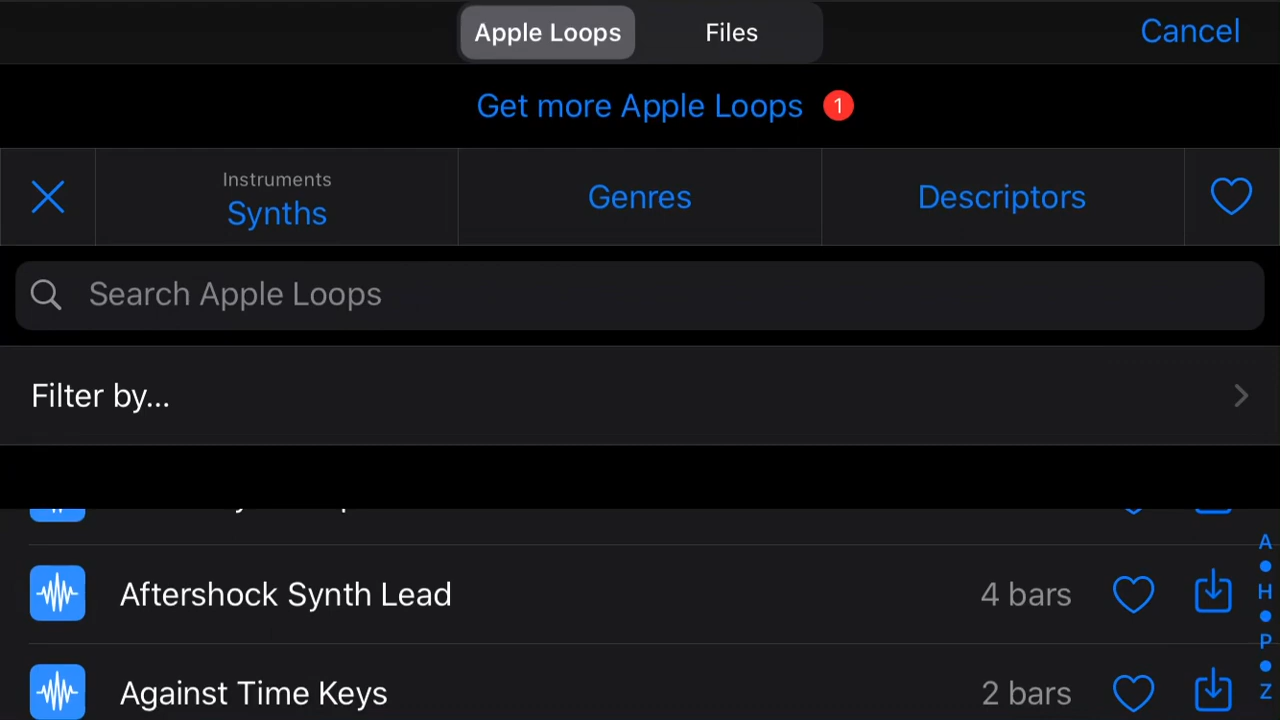 Apple Loops Files Cancel
Get more Apple Loops 1
Instruments
Synths Genres Descriptors
Search Apple Loops
Filter by...
Aftershock Synth Lead 4 bars
Against Time Keys 2 bars
A
H
P
Z